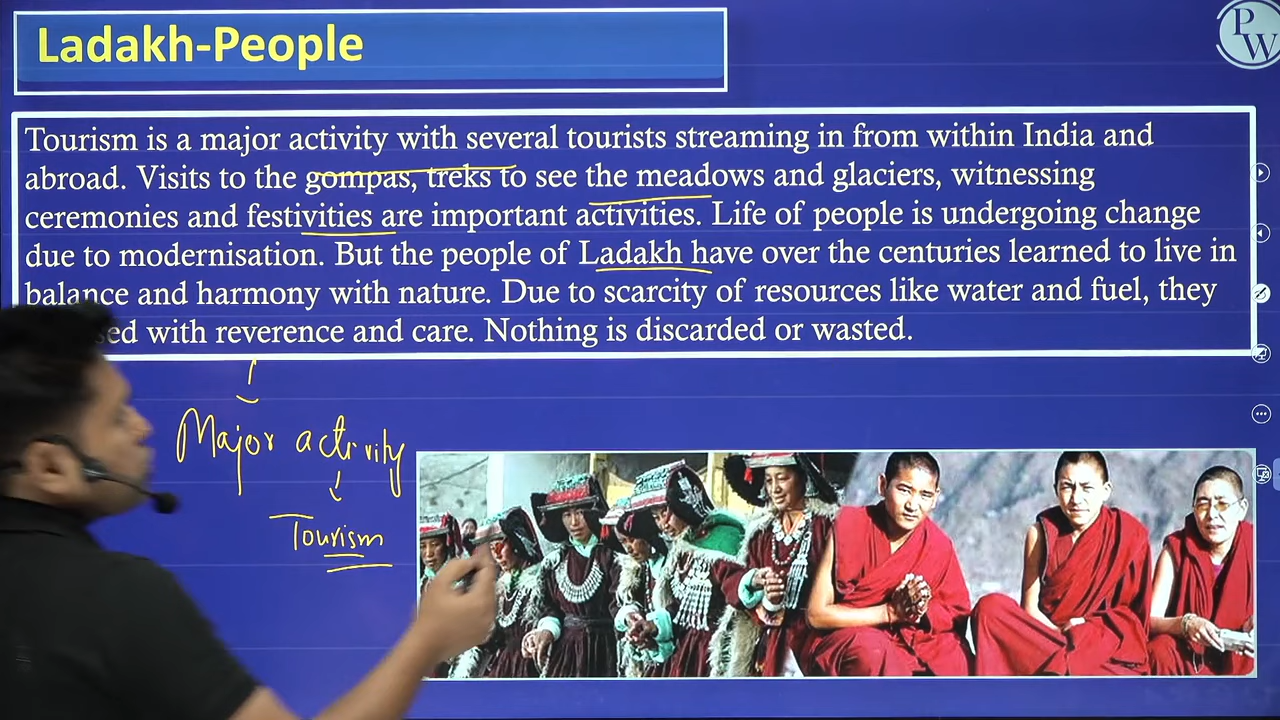 Ladakh-People
PW
Tourism is a major activity with several tourists streaming in from within India and
abroad. Visits to the gompas, treks to see the meadows and glaciers, witnessing
ceremonies and festivities are important activities. Life of people is undergoing change
due to modernisation. But the people of Ladakh have over the centuries learned to live in
balance and harmony with nature. Due to scarcity of resources like water and fuel, they
with reverence and care. Nothing is discarded or wasted.
Major activity
Tourism